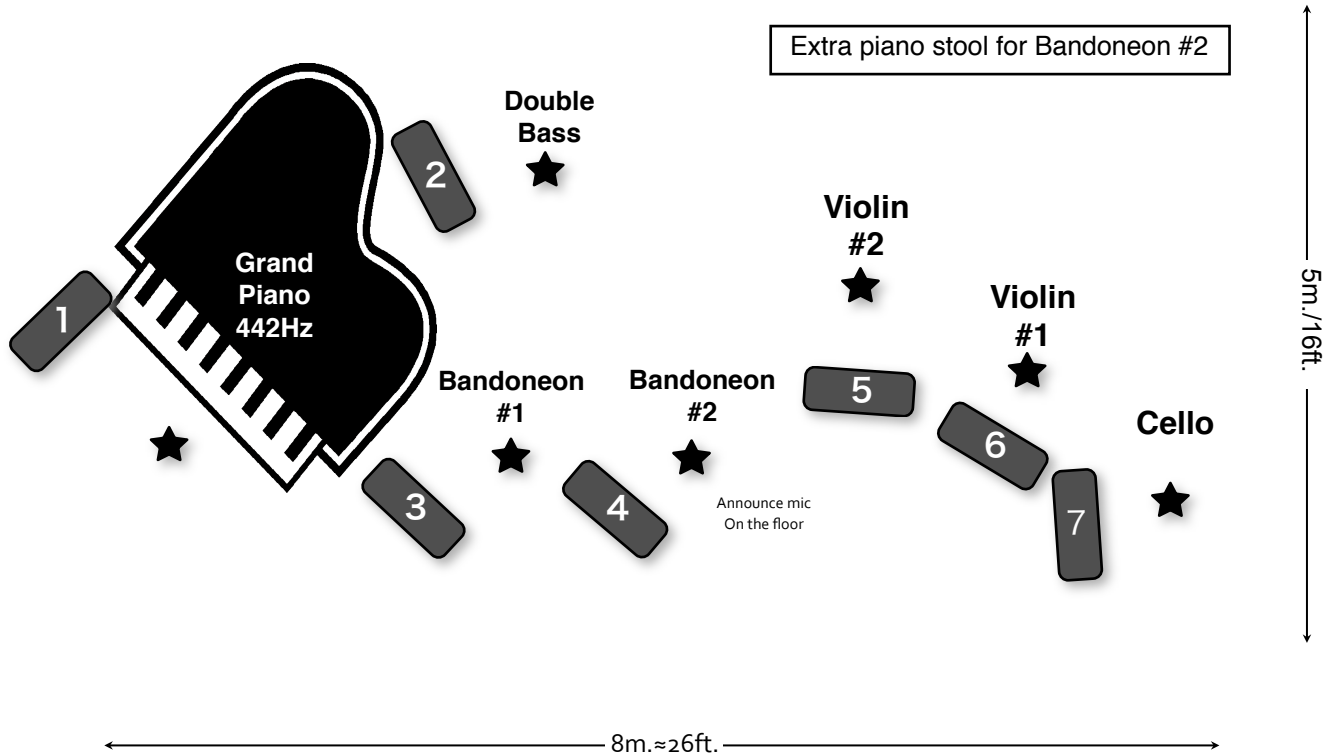 Extra piano stool for Bandoneon #2
Double
Bass
2
Violin
#2
Grand
Piano
442Hz
1
Violin
#1
5m./16ft.
Bandoneon
#1
Bandoneon
#2
5
6
Cello
3
4
Announce mic
On the floor
7
8m.≈26ft.